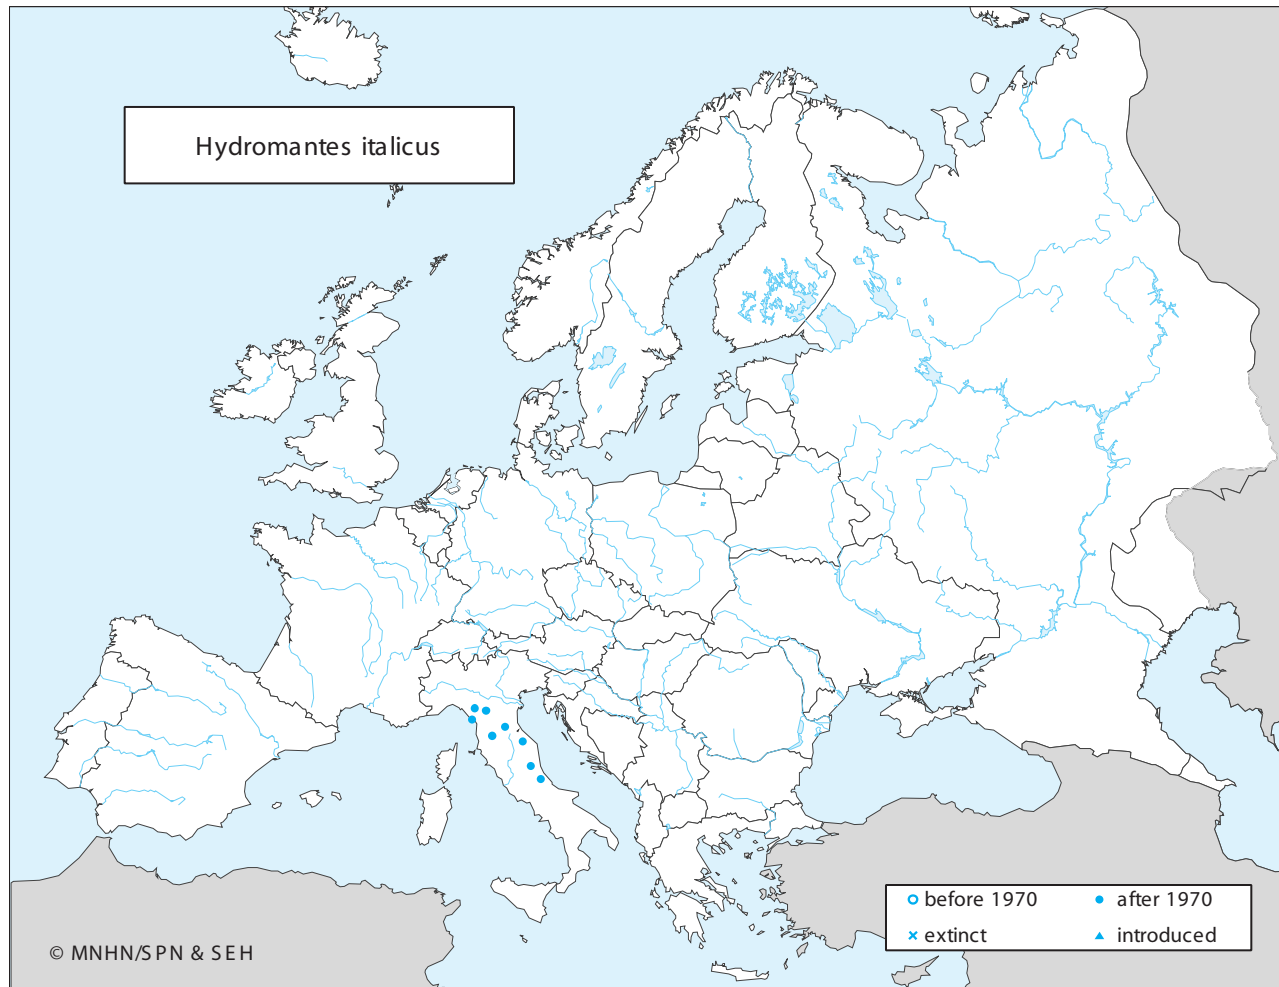 Hydromantes italicus
before 1970
after 1970
extinct
introduced
© MNHN/SPN & SEH